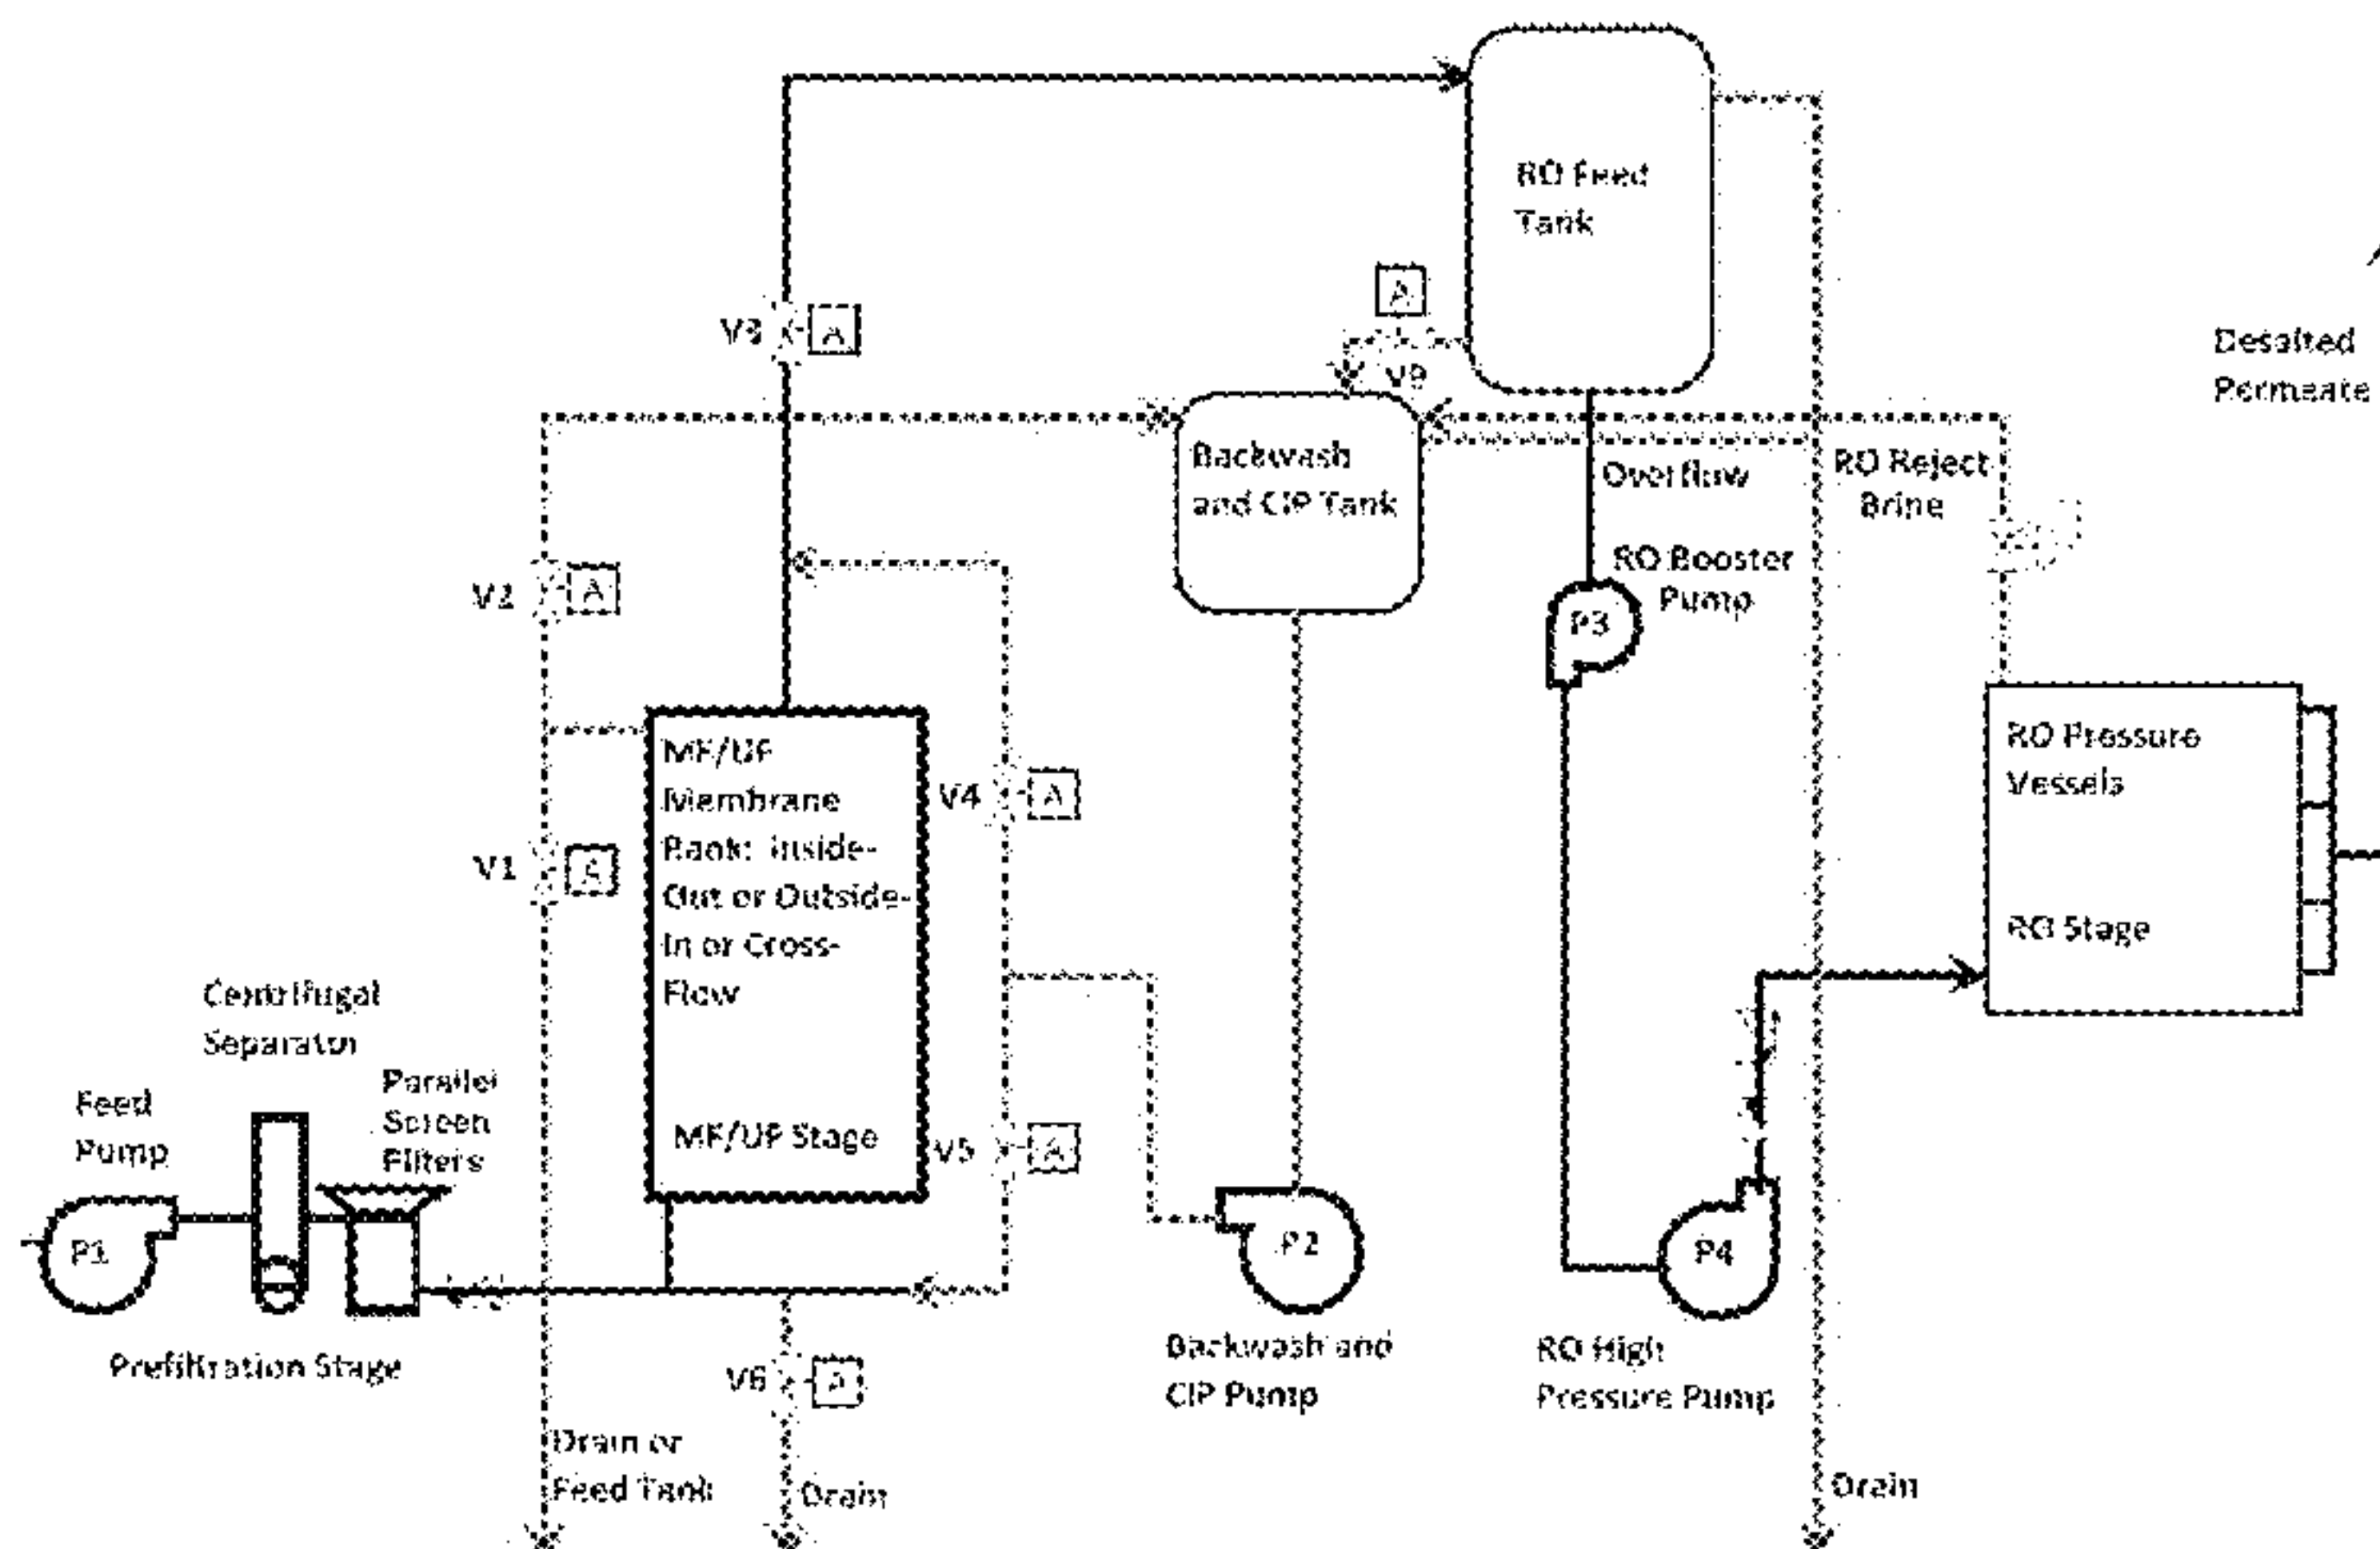 RO Feed
Tank
A
V3
A
V9
Desalted
Permeate
Backwash
and CIP Tank
Overflow
RO Reject
Brine
RO Booster
Pump
V2
A
P3
MF/UF
Membrane
Bank: Inside-
Out or Outside-
In or Cross-
Flow
V4
A
RO Pressure
Vessels
V1
A
RO Stage
Centrifugal
Separator
Parallel
Screen
Filters
Feed
Pump
MF/UF Stage
V5
A
P1
P2
P4
Prefiltration Stage
Backwash and
CIP Pump
RO High
Pressure Pump
V6
A
Drain or
Feed Tank
Drain
Drain